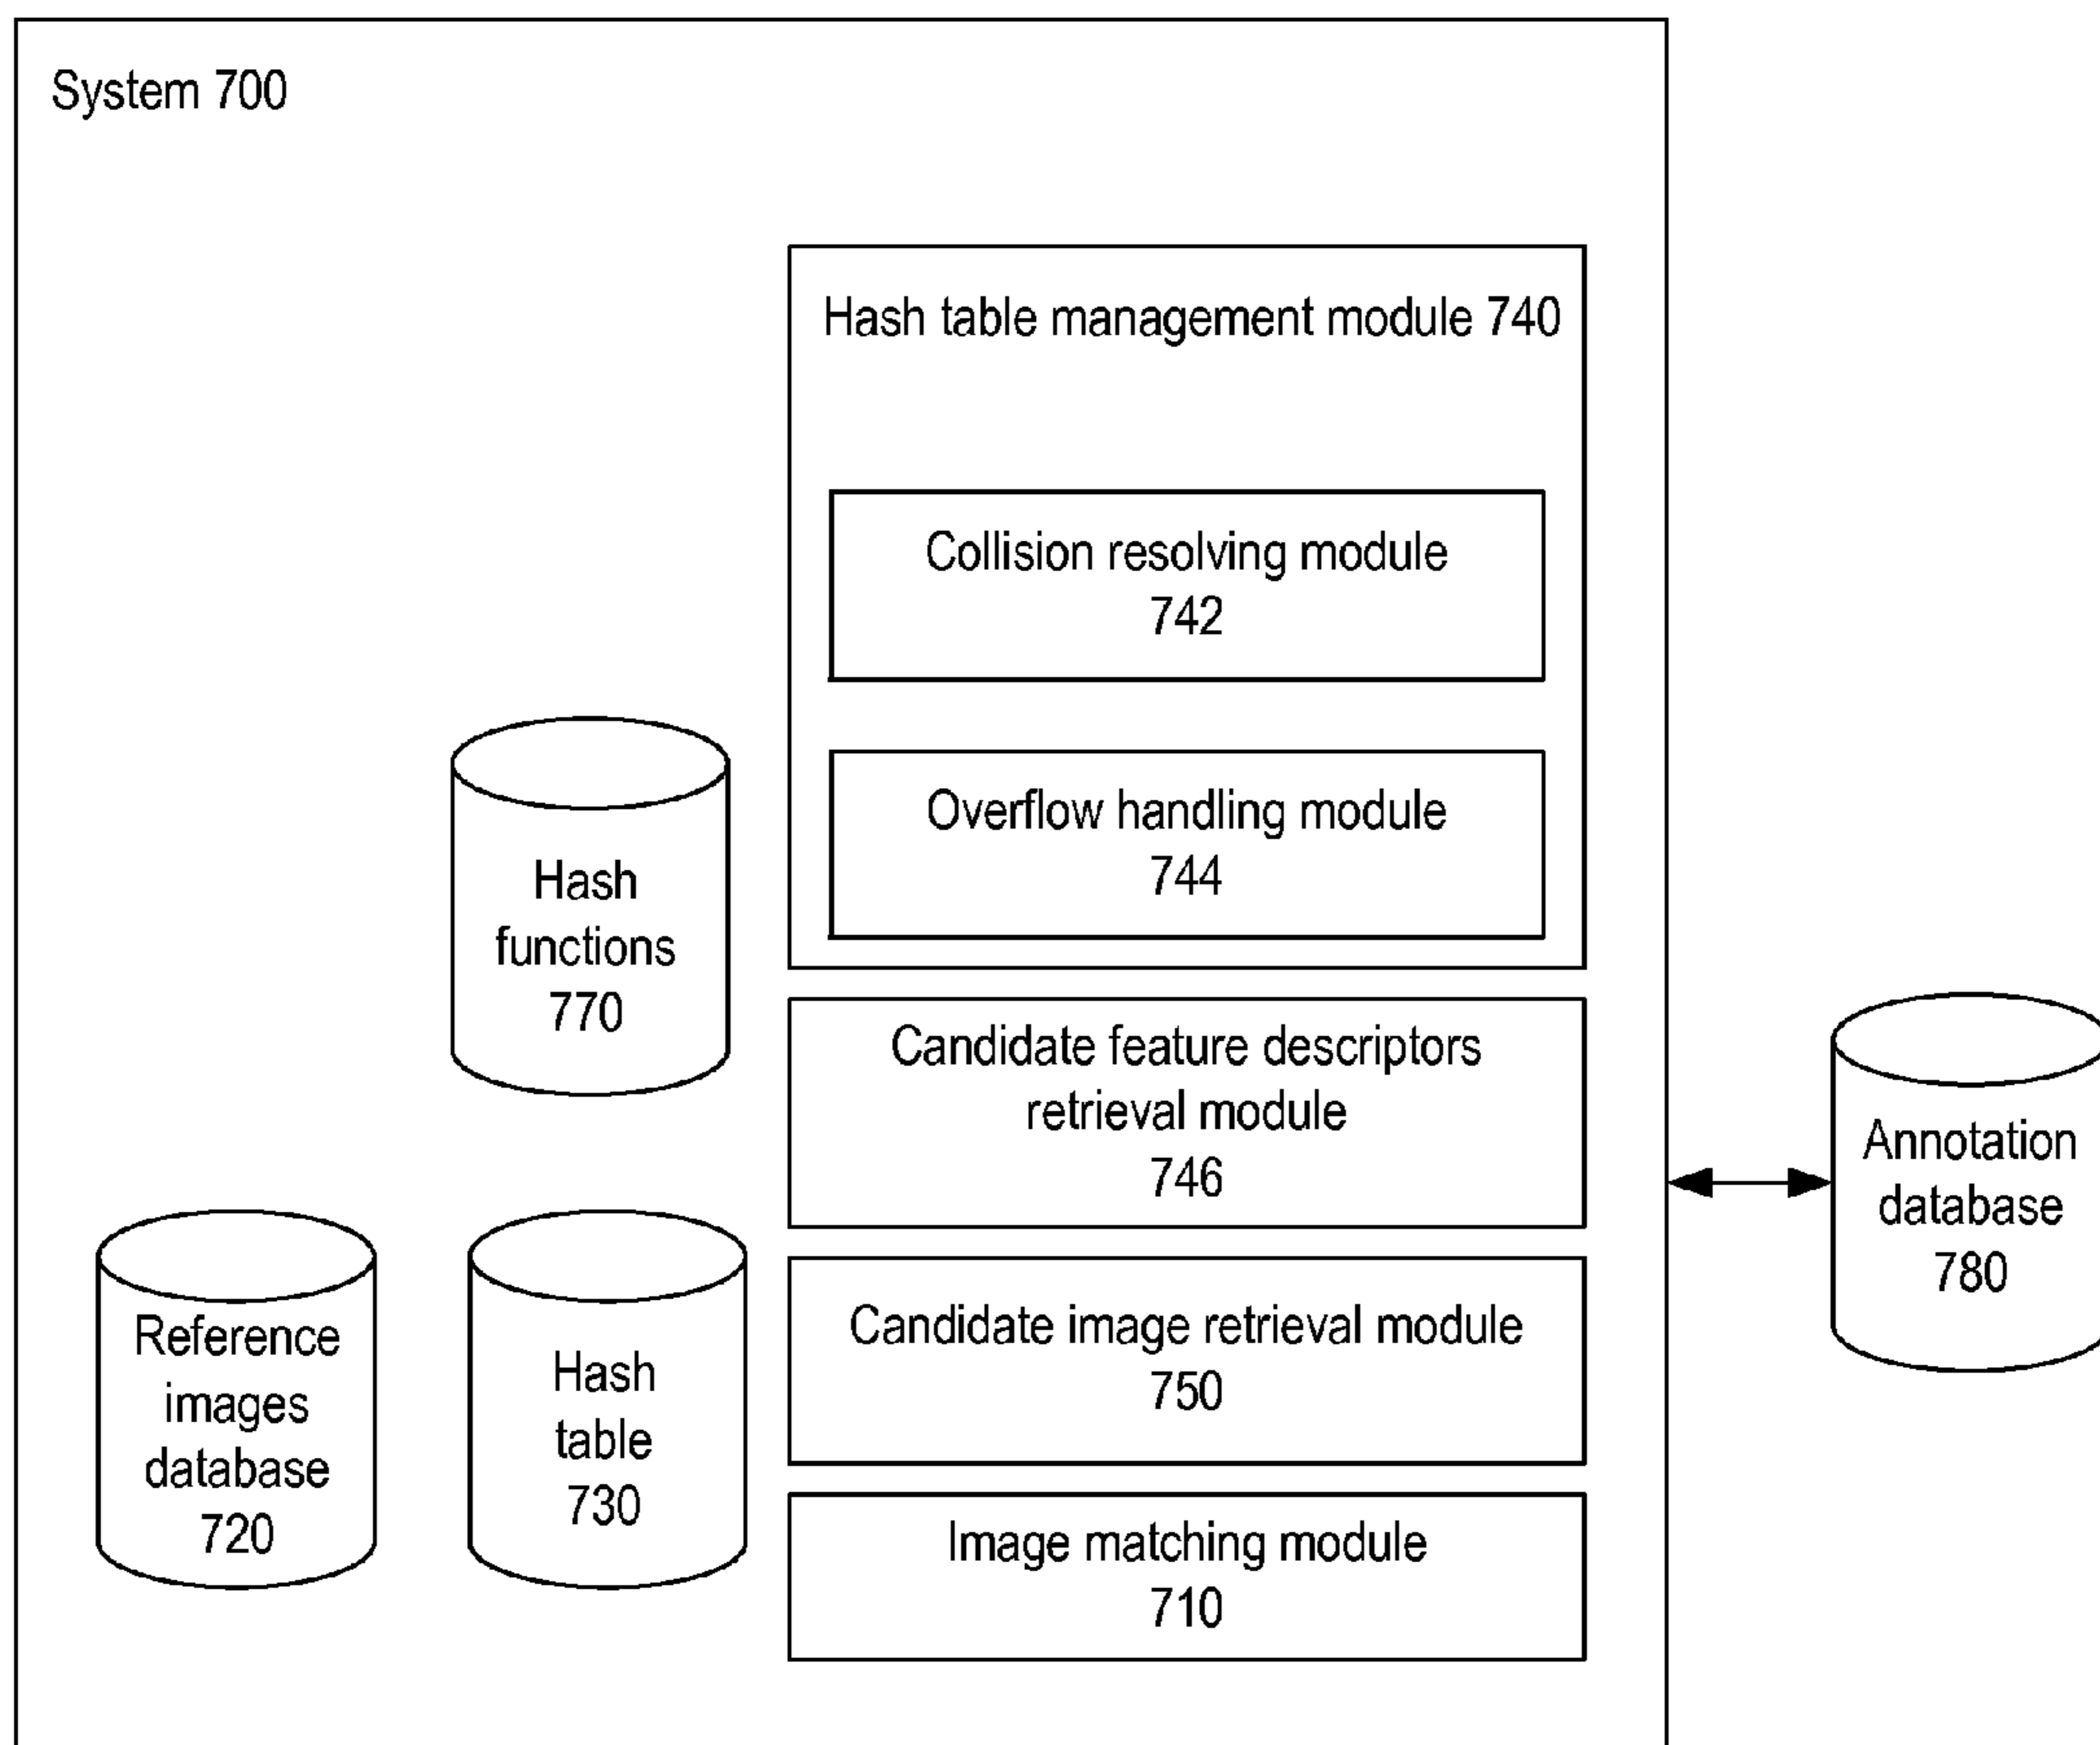 System 700
Hash table management module 740
Collision resolving module
742
Overflow handling module
744
Hash
functions
770
Candidate feature descriptors
retrieval module
746
Annotation
database
780
Reference
images
database
720
Hash
table
730
Candidate image retrieval module
750
Image matching module
710